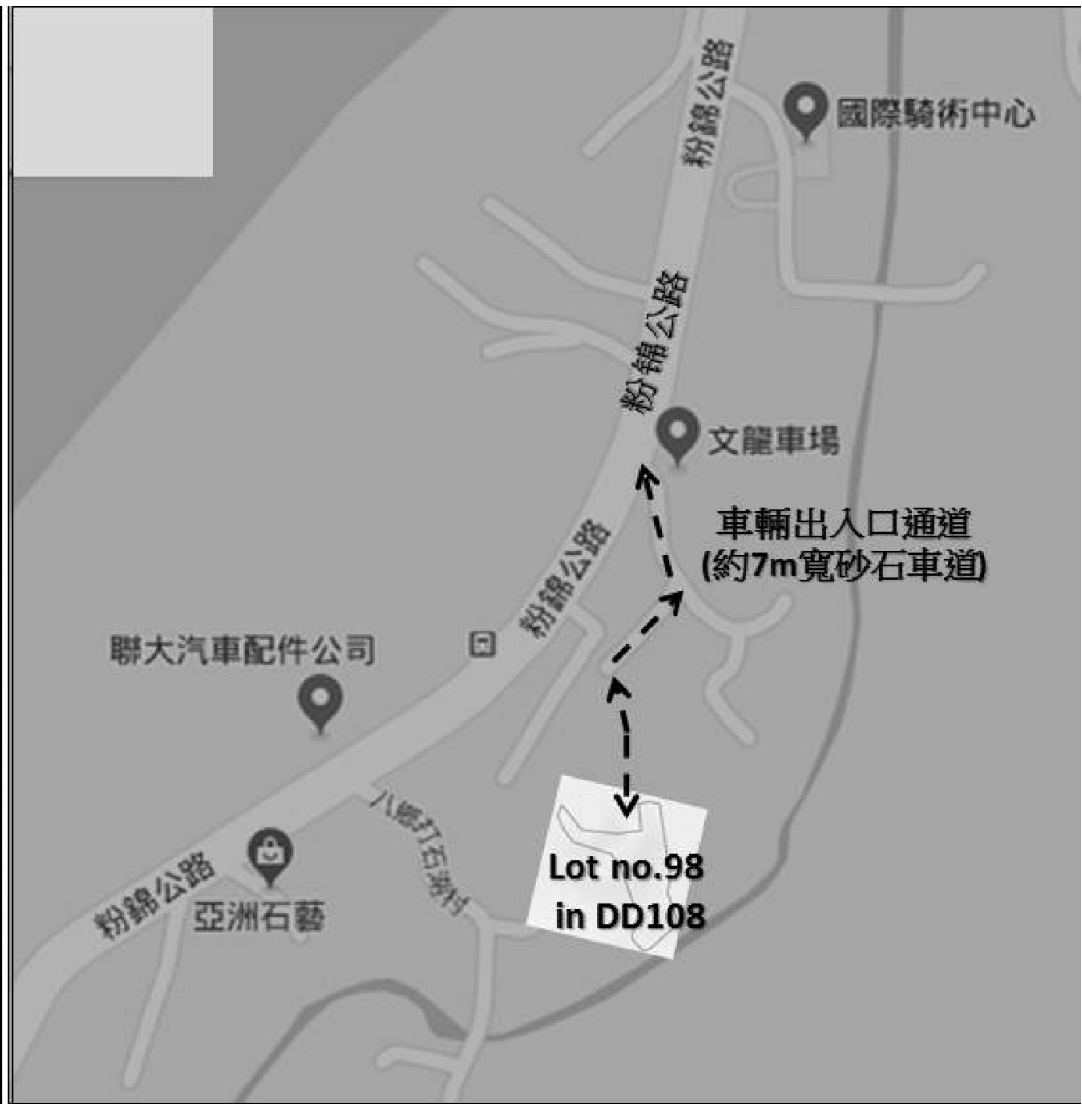 粉錦公路
國際騎術中心
粉錦公路
文龍車場
車輛出入口通道
(約7m寬砂石車道)
粉錦公路
聯大汽車配件公司
八鄉打石湖村
Lot no.98
in DD108
粉錦公路
亞洲石藝